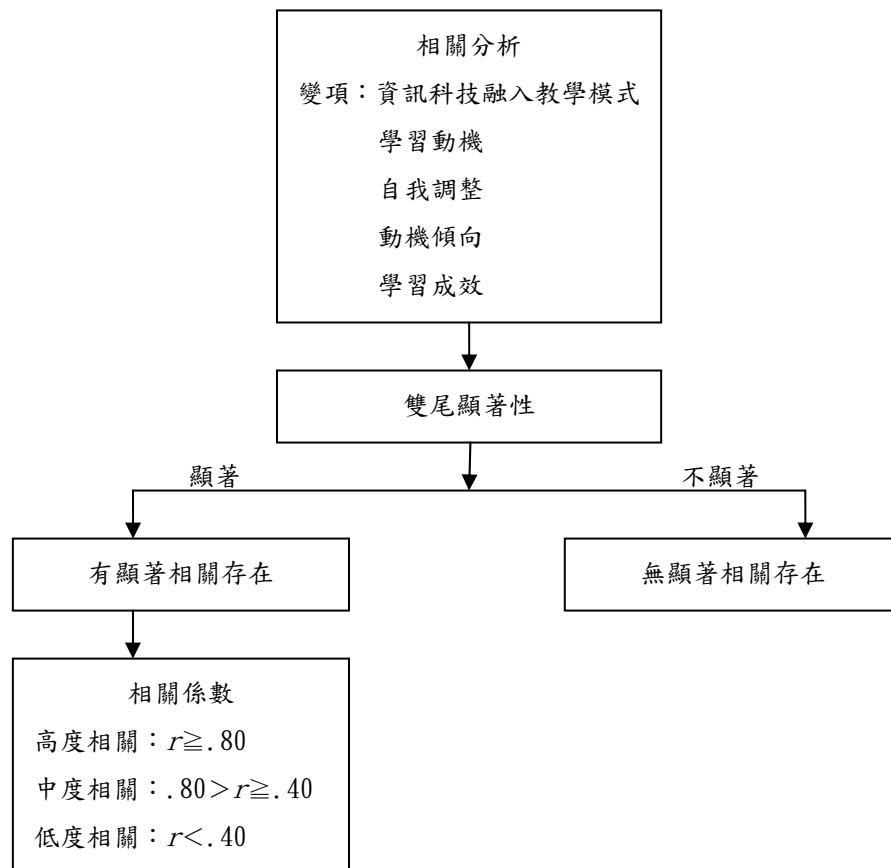 相關分析
變項：資訊科技融入教學模式
學習動機
自我調整
動機傾向
學習成效
雙尾顯著性
顯著
不顯著
有顯著相關存在
無顯著相關存在
相關係數
高度相關：r≧.80
中度相關：.80＞r≧.40
低度相關：r＜.40